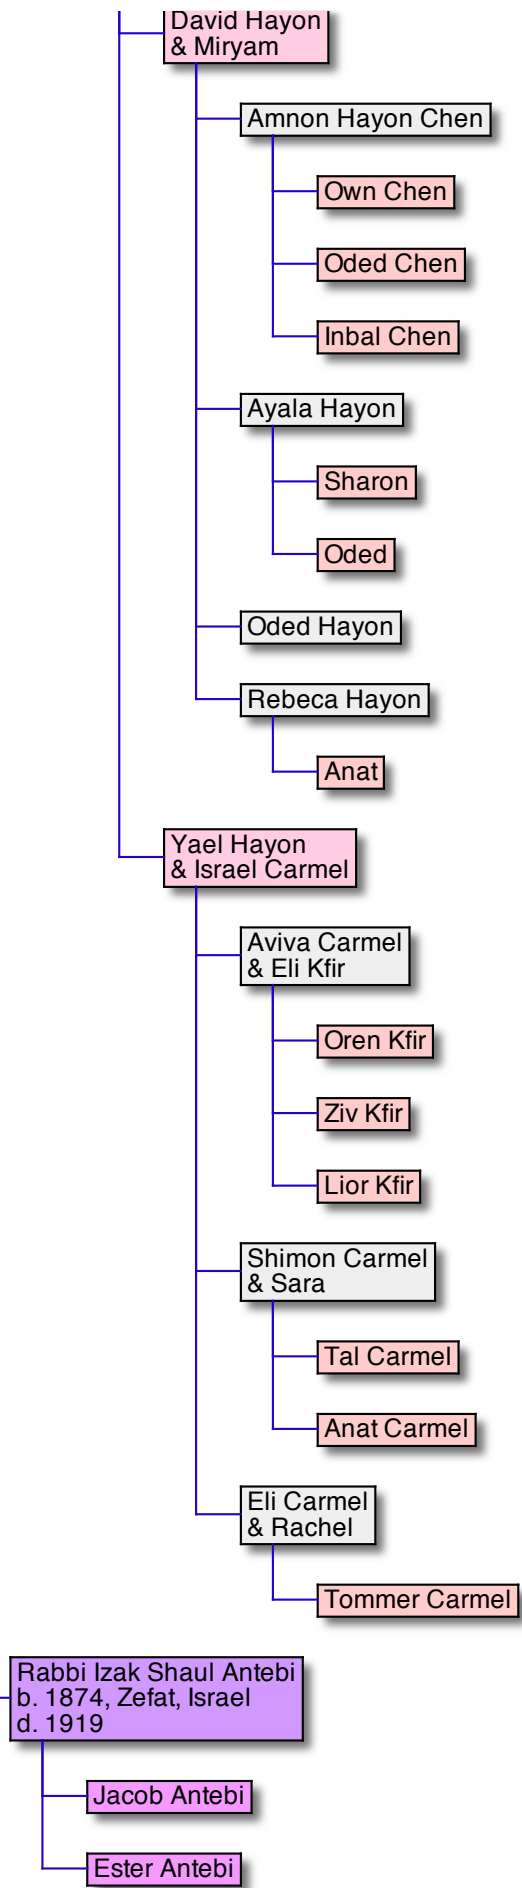 David Hayon
& Miryam
Amnon Hayon Chen
Own Chen
Oded Chen
Inbal Chen
Ayala Hayon
Sharon
Oded
Oded Hayon
Rebeca Hayon
Anat
Yael Hayon
& Israel Carmel
Aviva Carmel
& Eli Kfir
Oren Kfir
Ziv Kfir
Lior Kfir
Shimon Carmel
& Sara
Tal Carmel
Anat Carmel
Eli Carmel
& Rachel
Tommer Carmel
Rabbi Izak Shaul Antebi
b. 1874, Zefat, Israel
d. 1919
Jacob Antebi
Ester Antebi